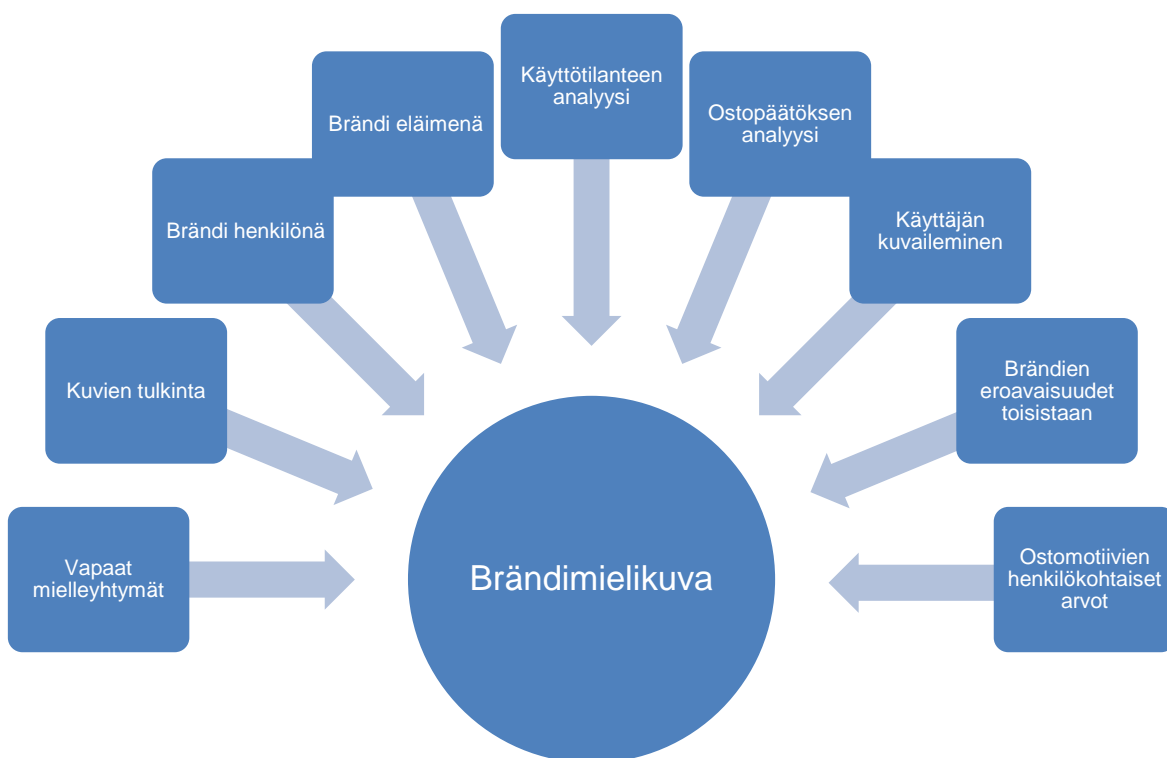 Käyttötilanteen
analyysi
Brändi eläimenä
Ostopäätöksen
analyysi
Brändi henkilönä
Käyttäjän
kuvaileminen
Kuvien tulkinta
Brändien
eroavaisuudet
toisistaan
Vapaat
mielleyhtymät
Brändimielikuva
Ostomotiivien
henkilökohtaiset
arvot